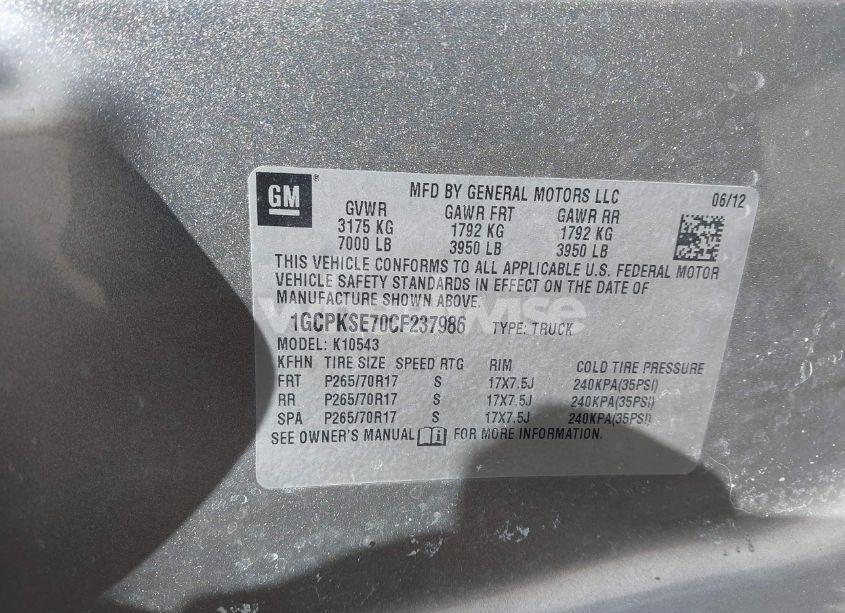 GM®
MFD BY GENERAL MOTORS LLC 06/12
GVWR GAWR FRT GAWR RR
3175 KG 1792 KG 1792 KG
7000 LB 3950 LB 3950 LB
THIS VEHICLE CONFORMS TO ALL APPLICABLE U.S. FEDERAL MOTOR
VEHICLE SAFETY STANDARDS IN EFFECT ON THE DATE OF
MANUFACTURE SHOWN ABOVE.
1GCPKSE70CF237986 TYPE: TRUCK
MODEL: K10543
KFHN TIRE SIZE SPEED RTG RIM COLD TIRE PRESSURE
FRT P265/70R17 S 17X7.5J 240KPA(35PSI)
RR P265/70R17 S 17X7.5J 240KPA(35PSI)
SPA P265/70R17 S 17X7.5J 240KPA(35PSI)
SEE OWNER'S MANUAL FOR MORE INFORMATION.